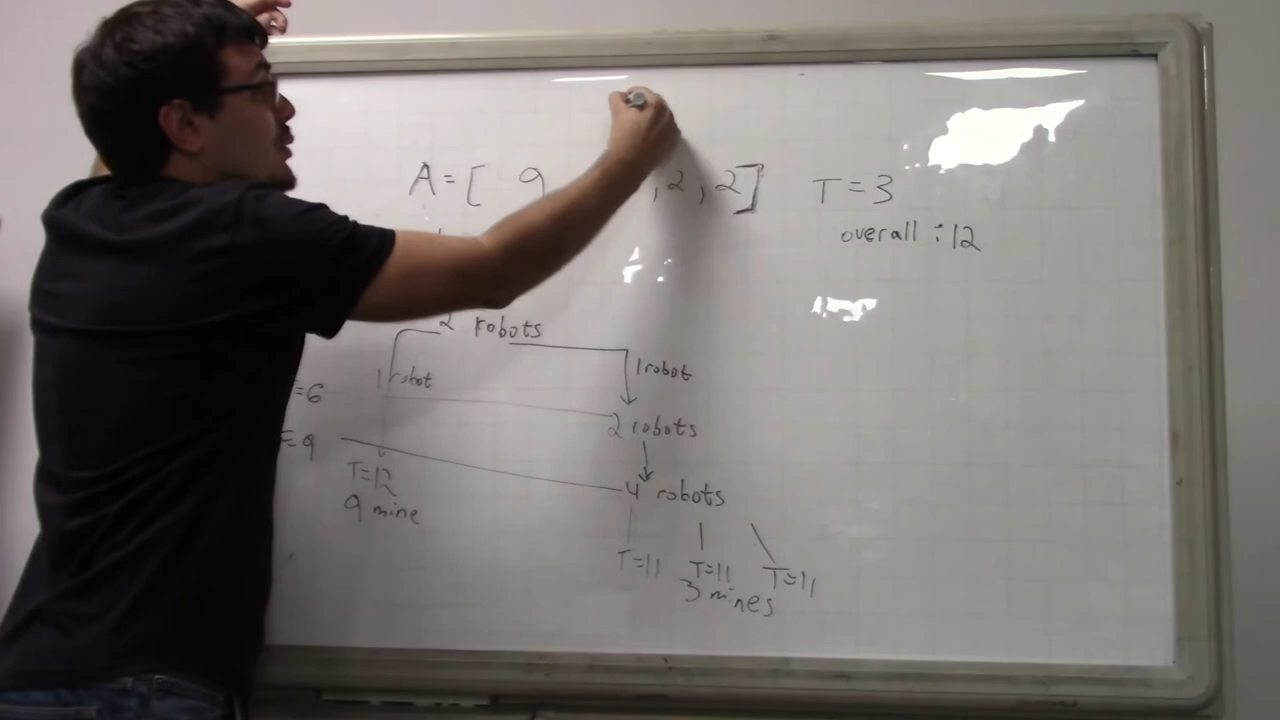 A = [ 9 , 2 , 2 ] T = 3
overall : 12
2 robots
1 robot
1 robot
=6
2 robots
=9
T=12
9 mine
4 robots
T=11 T=11 T=11
3 mines